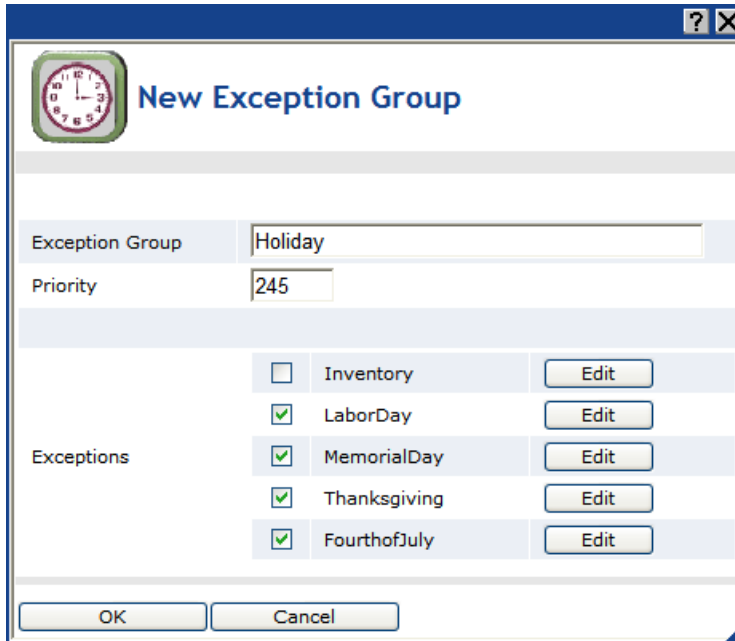 New Exception Group
Exception Group Holiday
Priority 245
Inventory Edit
LaborDay Edit
Exceptions MemorialDay Edit
Thanksgiving Edit
FourthofJuly Edit
OK Cancel